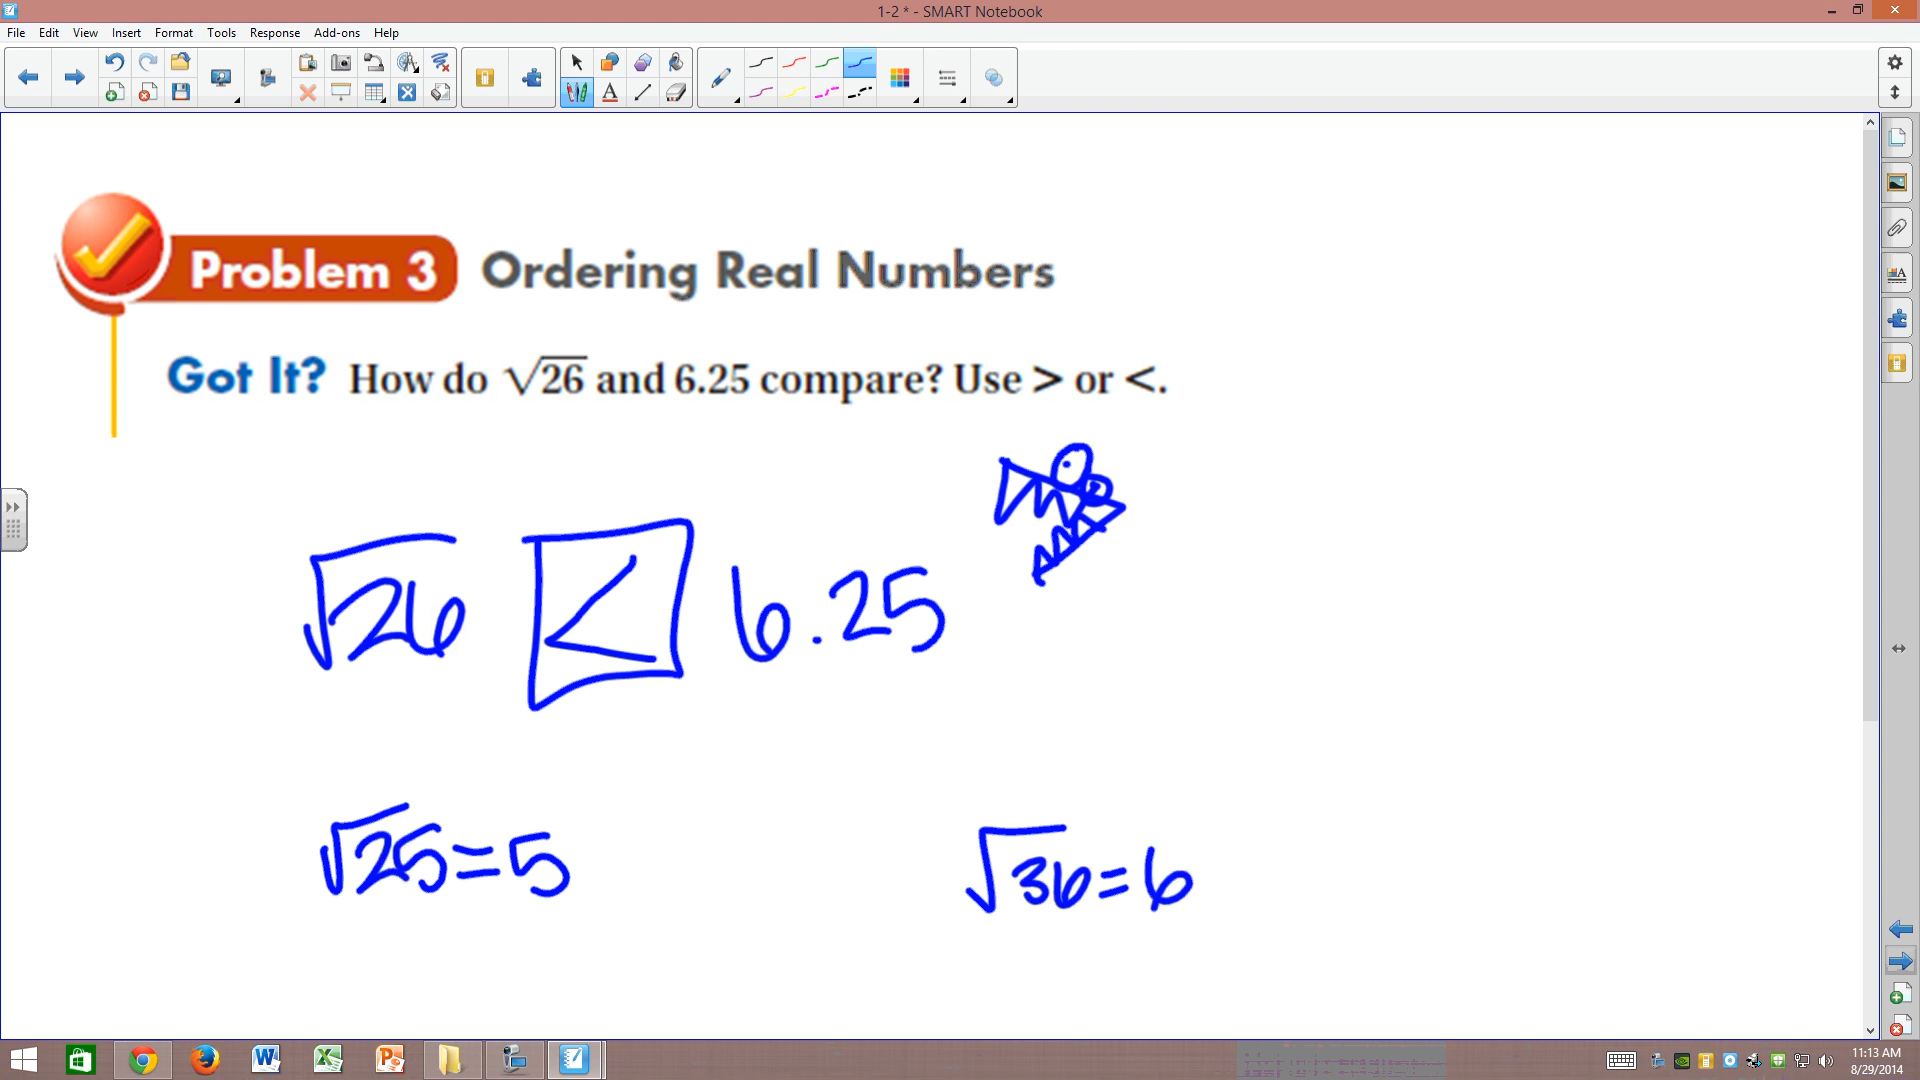 1-2 * - SMART Notebook
File Edit View Insert Format Tools Response Add-ons Help
Problem 3 Ordering Real Numbers
Got It? How do √26 and 6.25 compare? Use > or <.
√26 < 6.25
√25=5 √36=6
11:13 AM
8/29/2014